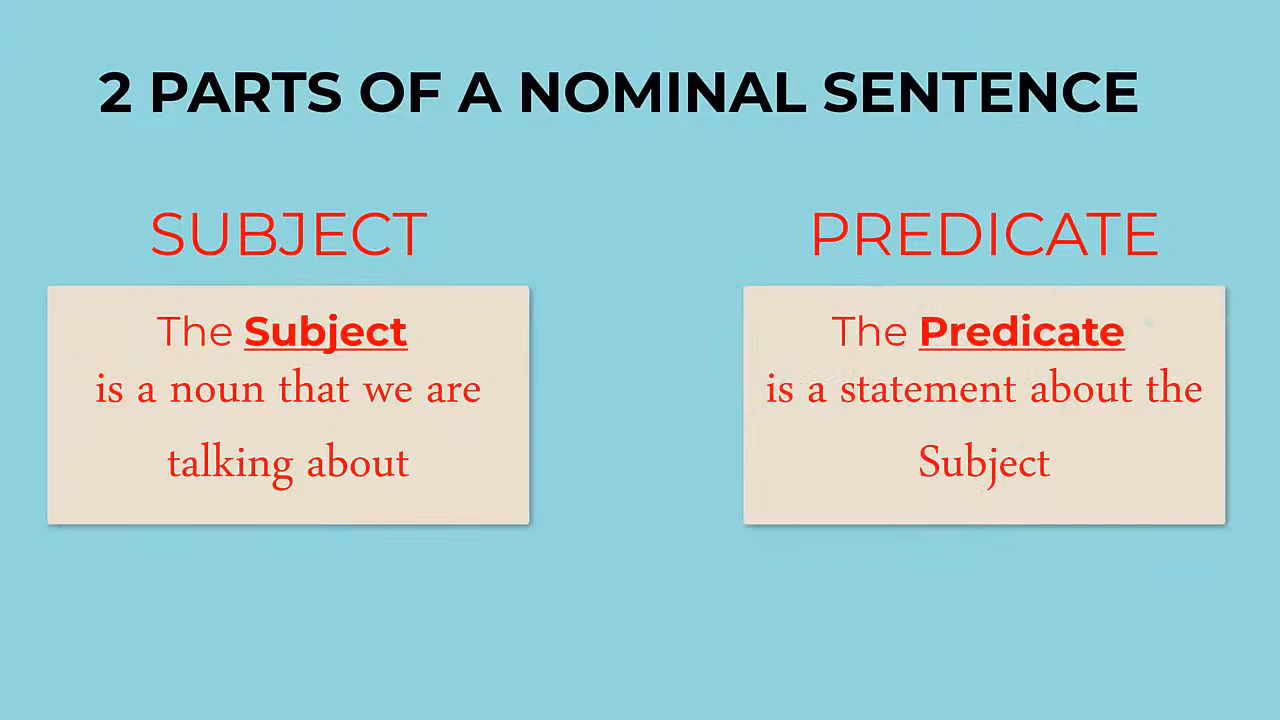 2 PARTS OF A NOMINAL SENTENCE
SUBJECT
The Subject
is a noun that we are
talking about
PREDICATE
The Predicate
is a statement about the
Subject